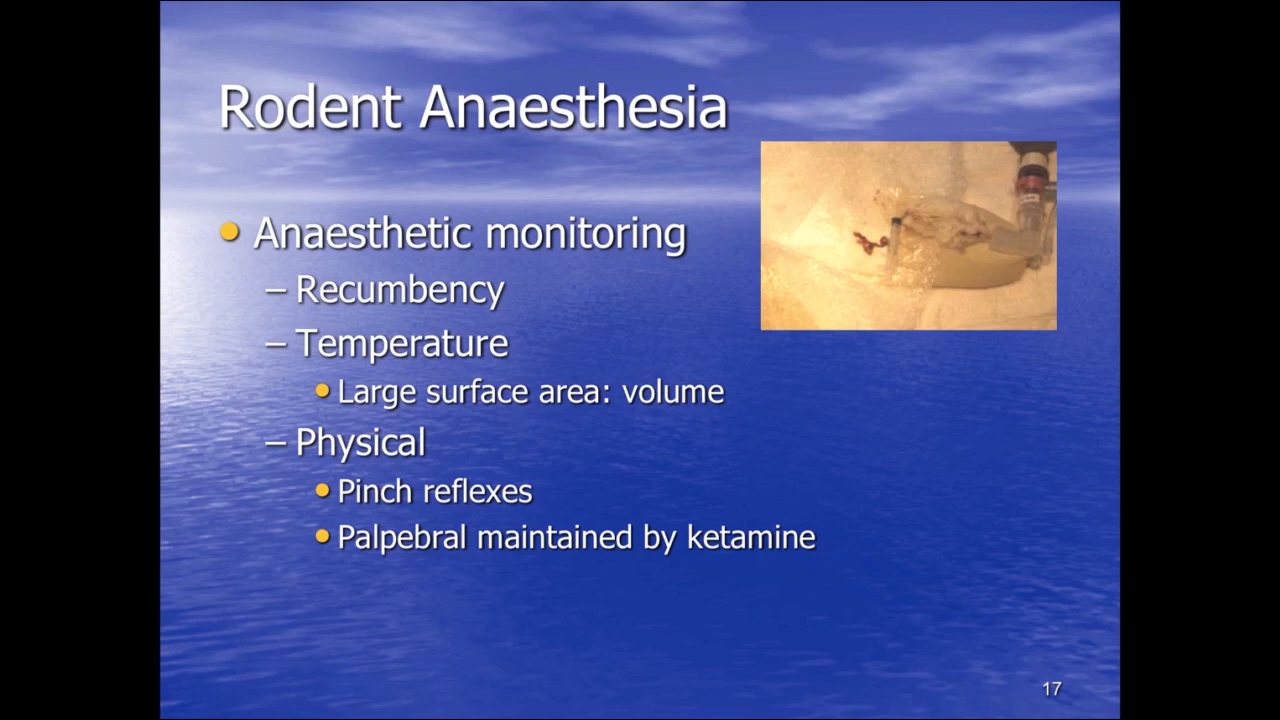 Rodent Anaesthesia
• Anaesthetic monitoring
– Recumbency
– Temperature
• Large surface area: volume
– Physical
• Pinch reflexes
• Palpebral maintained by ketamine
17